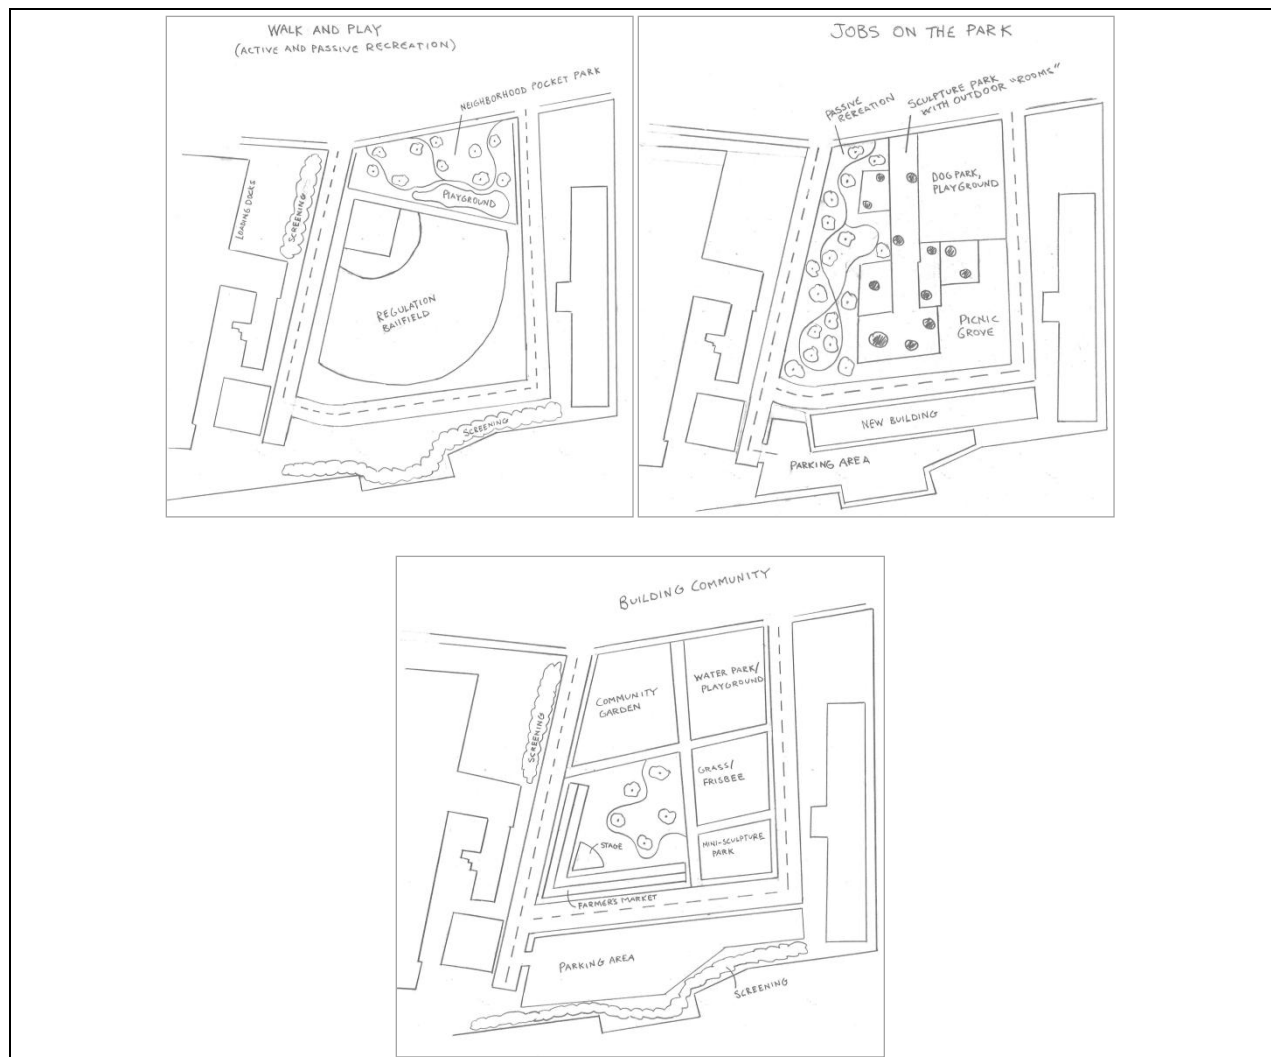 WALK AND PLAY
(ACTIVE AND PASSIVE RECREATION)
NEIGHBORHOOD POCKET PARK
LOADING DOCKS
SCREENING
PLAYGROUND
REGULATION
BALLFIELD
SCREENING
JOBS ON THE PARK
PASSIVE
REREATION
SCULPTURE PARK
WITH OUTDOOR "ROOMS"
DOG PARK,
PLAYGROUND
PICNIC
GROVE
NEW BUILDING
PARKING AREA
BUILDING COMMUNITY
SCREENING
COMMUNITY
GARDEN
WATER PARK/
PLAYGROUND
GRASS/
FRISBEE
STAGE
MINI-SCULPTURE
PARK
FARMER'S MARKET
PARKING AREA
SCREENING